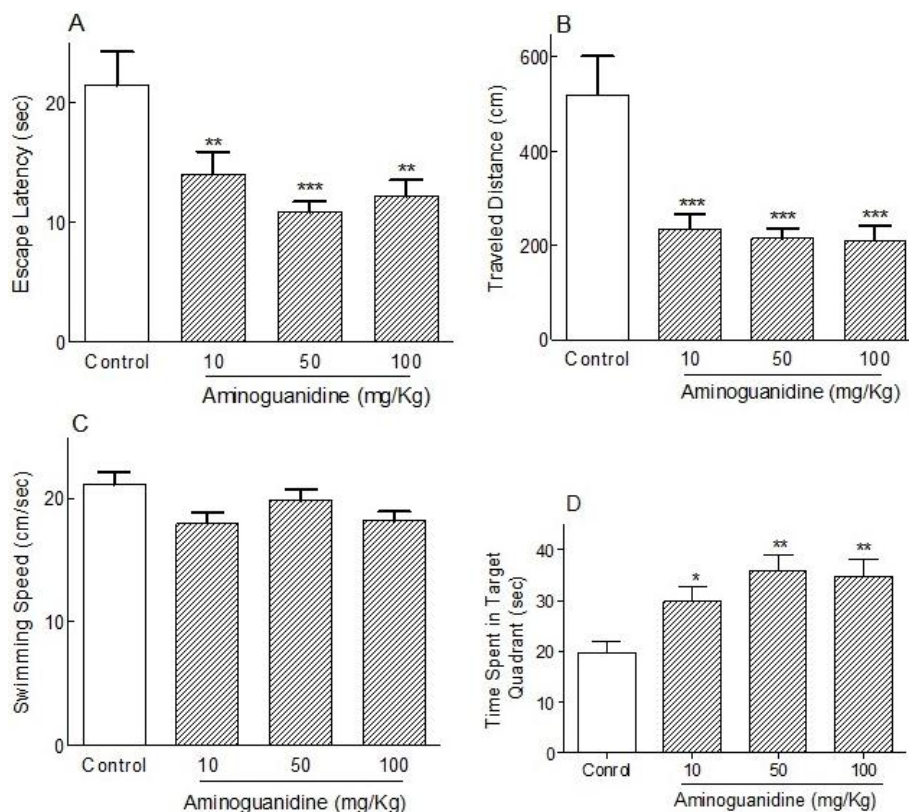 A
Escape Latency (sec)
20
10
0
**
***
**
Control
10 50 100
Aminoguanidine (mg/Kg)
B
Traveled Distance (cm)
600
400
200
0
***
***
***
Control
10 50 100
Aminoguanidine (mg/Kg)
C
Swimming Speed (cm/sec)
20
10
0
Control
10 50 100
Aminoguanidine (mg/Kg)
D
Time Spent in Target
Quadrant (sec)
40
30
20
10
0
*
**
**
Conrol
10 50 100
Aminoguanidine (mg/Kg)